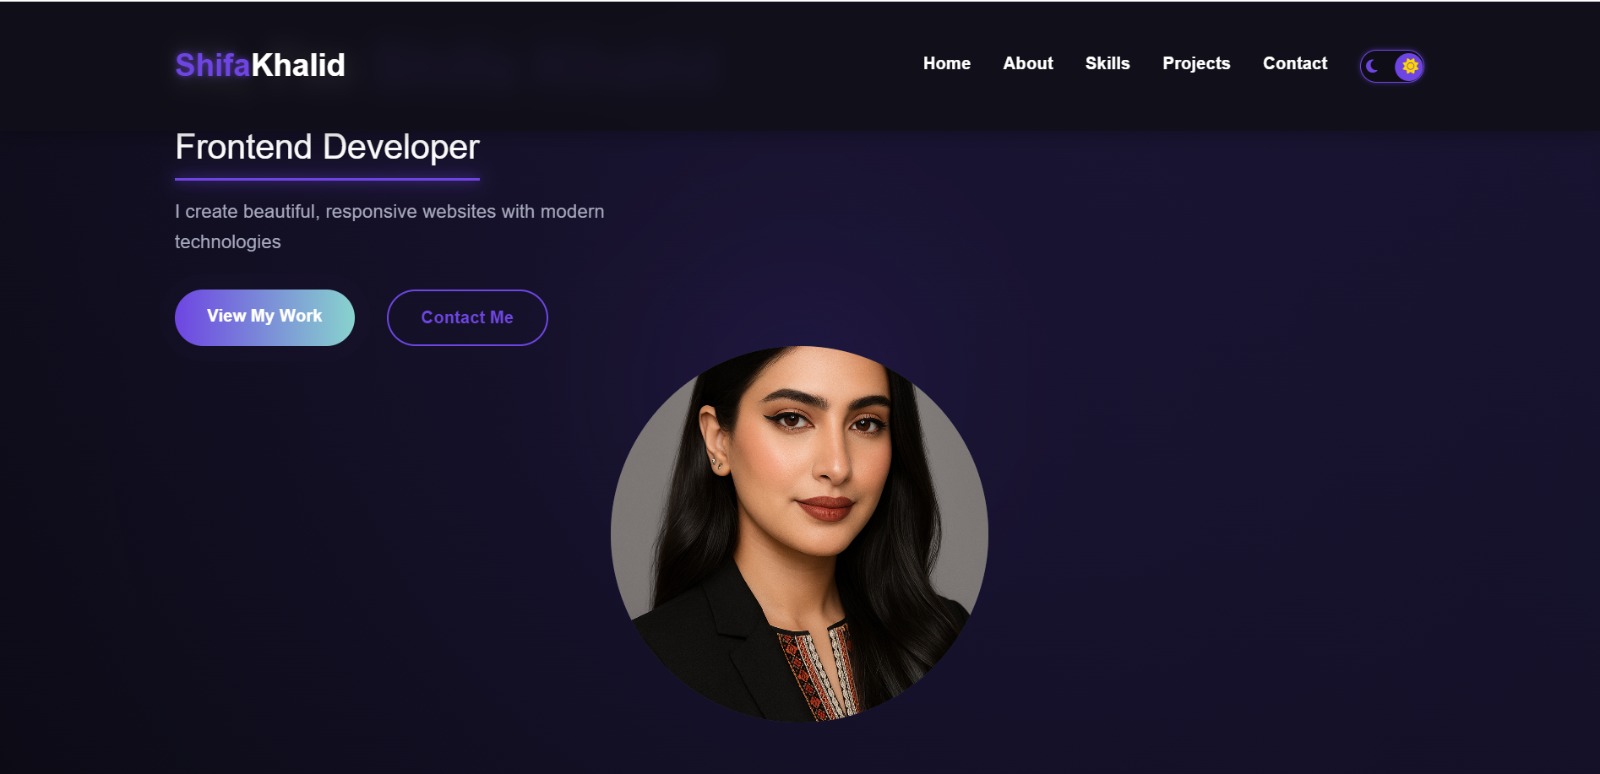 ShifaKhalid
Home About Skills Projects Contact
Frontend Developer
I create beautiful, responsive websites with modern
technologies
View My Work Contact Me